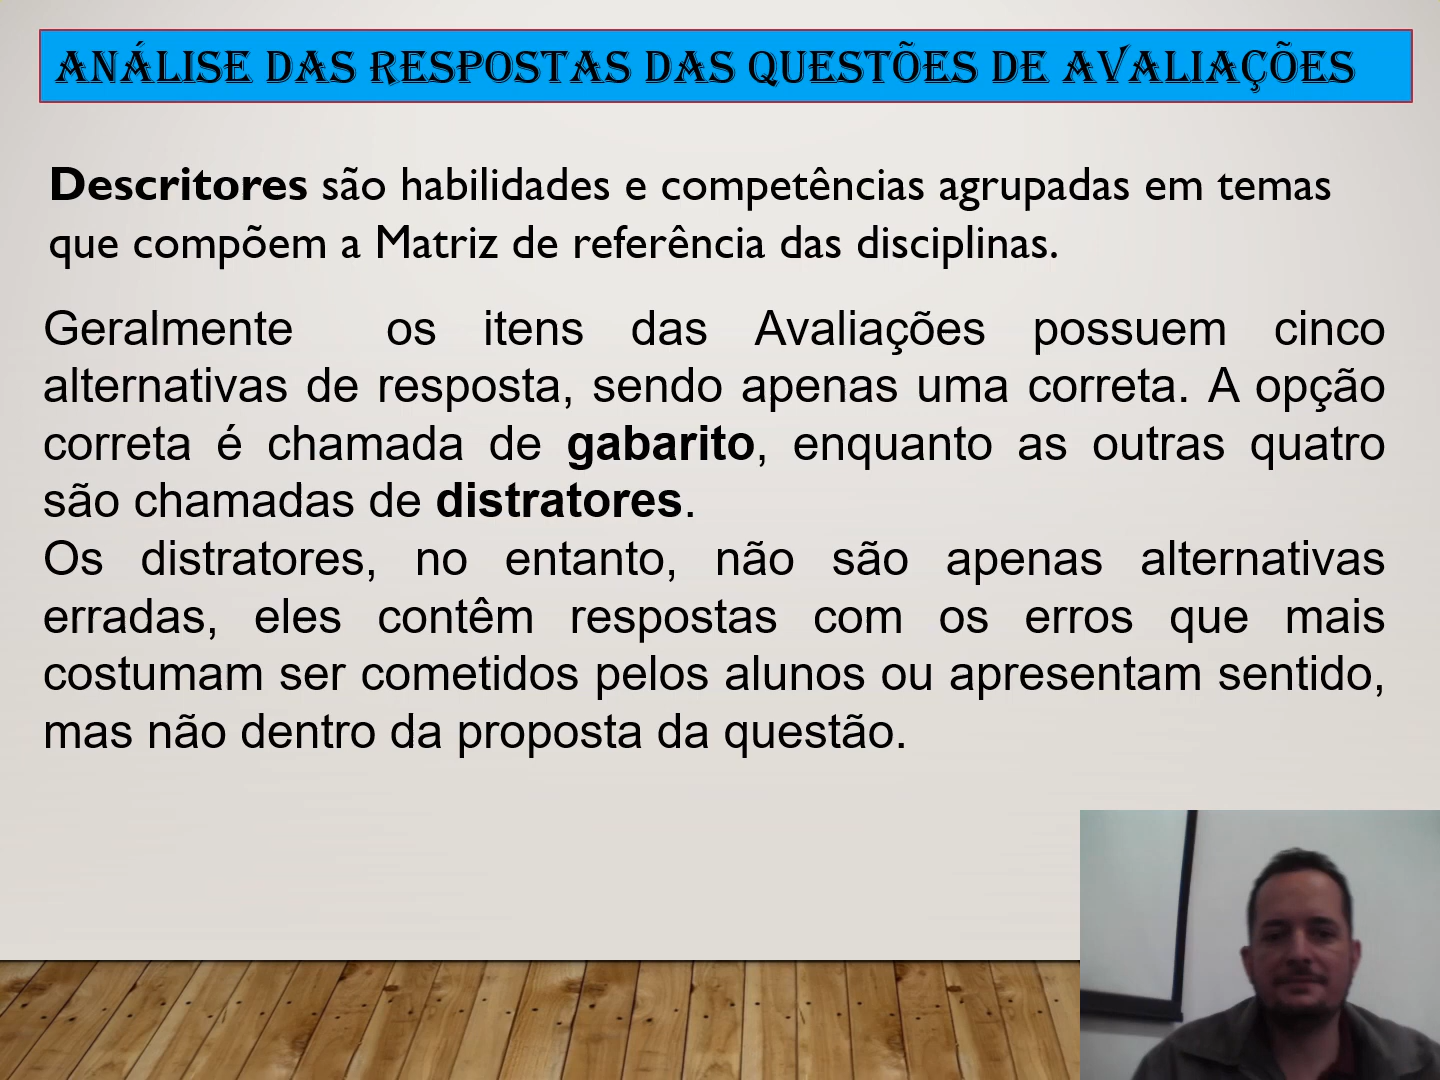 ANÁLISE DAS RESPOSTAS DAS QUESTÕES DE AVALIAÇÕES
Descritores são habilidades e competências agrupadas em temas
que compõem a Matriz de referência das disciplinas.
Geralmente os itens das Avaliações possuem cinco
alternativas de resposta, sendo apenas uma correta. A opção
correta é chamada de gabarito, enquanto as outras quatro
são chamadas de distratores.
Os distratores, no entanto, não são apenas alternativas
erradas, eles contêm respostas com os erros que mais
costumam ser cometidos pelos alunos ou apresentam sentido,
mas não dentro da proposta da questão.